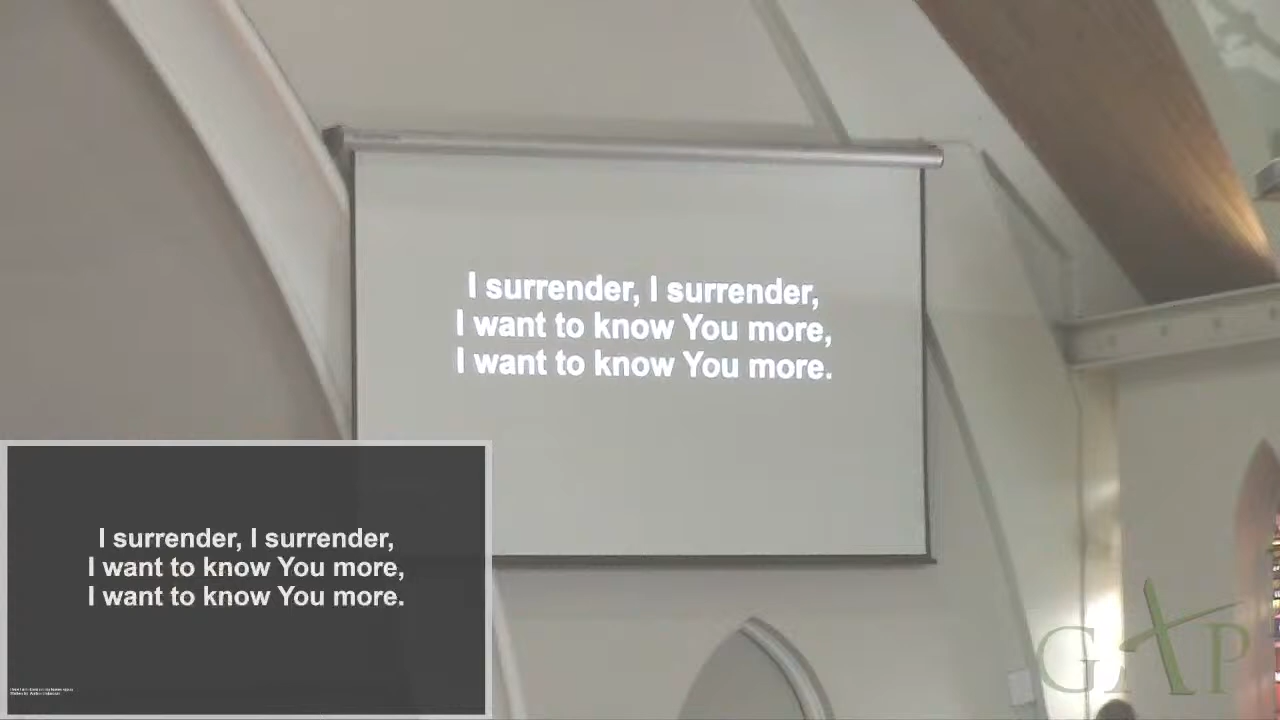 I surrender, I surrender,
I want to know You more,
I want to know You more.
I surrender, I surrender,
I want to know You more,
I want to know You more.
GAP